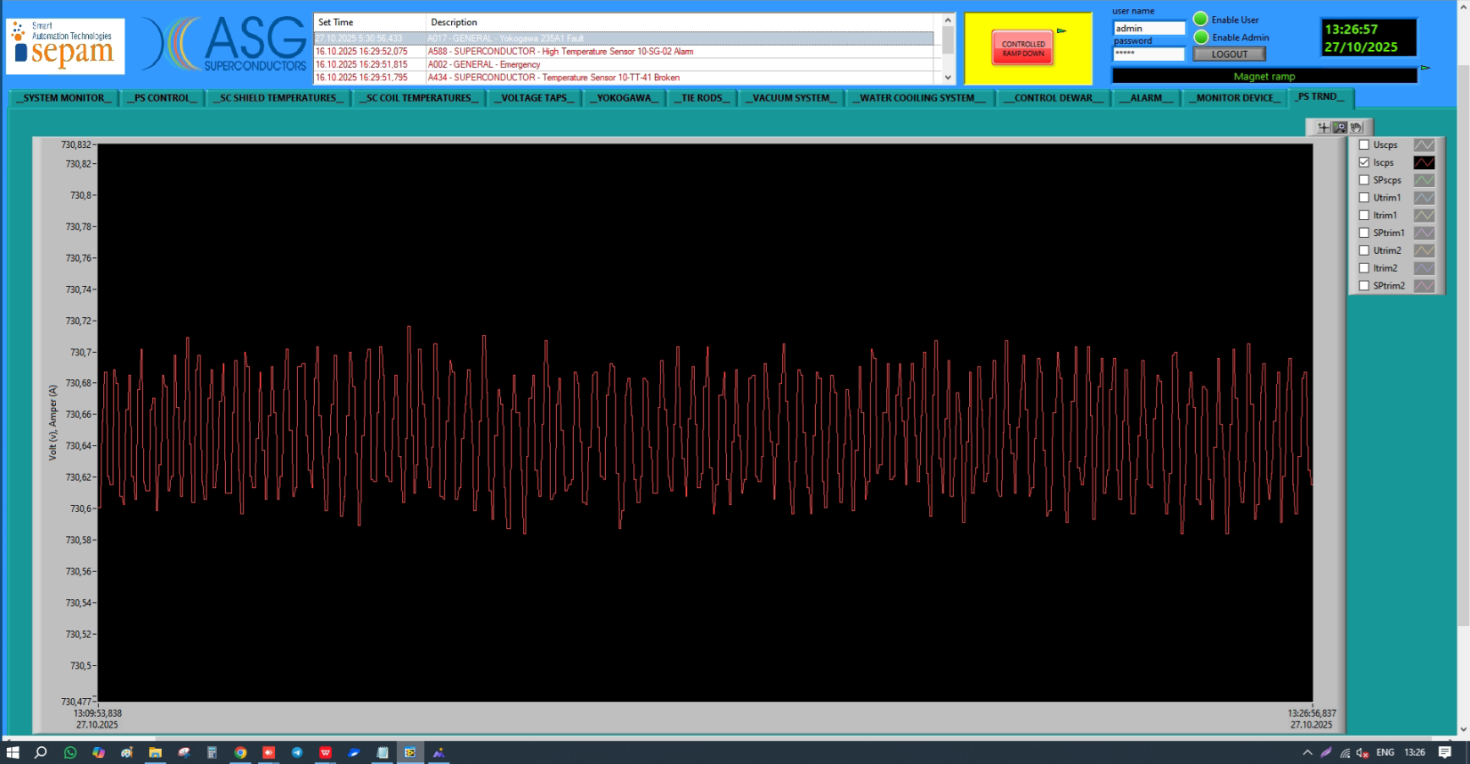 Smart
Automation Technologies
sepam
ASG
SUPERCONDUCTORS
Set Time Description
27.10.2025 5:30:56,433 A017 - GENERAL - Yokogawa 235A1 Fault
16.10.2025 16:29:52,075 A588 - SUPERCONDUCTOR - High Temperature Sensor 10-SG-02 Alarm
16.10.2025 16:29:51,815 A002 - GENERAL - Emergency
16.10.2025 16:29:51,795 A434 - SUPERCONDUCTOR - Temperature Sensor 10-TT-41 Broken
CONTROLLED
RAMP DOWN
user name
admin
password
*****
Enable User
Enable Admin
LOGOUT
13:26:57
27/10/2025
Magnet ramp
_SYSTEM MONITOR_ _PS CONTROL_ _SC SHIELD TEMPERATURES_ _SC COIL TEMPERATURES_ _VOLTAGE TAPS_ _YOKOGAWA_ _TIE RODS_ _VACUUM SYSTEM_ _WATER COOILING SYSTEM_ _CONTROL DEWAR_ _ALARM_ _MONITOR DEVICE_ _PS TRND_
730,832
730,82
730,8
730,78
730,76
730,74
730,72
730,7
730,68
730,66
730,64
730,62
730,6
730,58
730,56
730,54
730,52
730,5
730,477
Volt (v), Amper (A)
13:09:53,838
27.10.2025
13:26:56,837
27.10.2025
Uscps
Iscps
SPscps
Utrim1
Itrim1
SPtrim1
Utrim2
Itrim2
SPtrim2
ENG 13:26